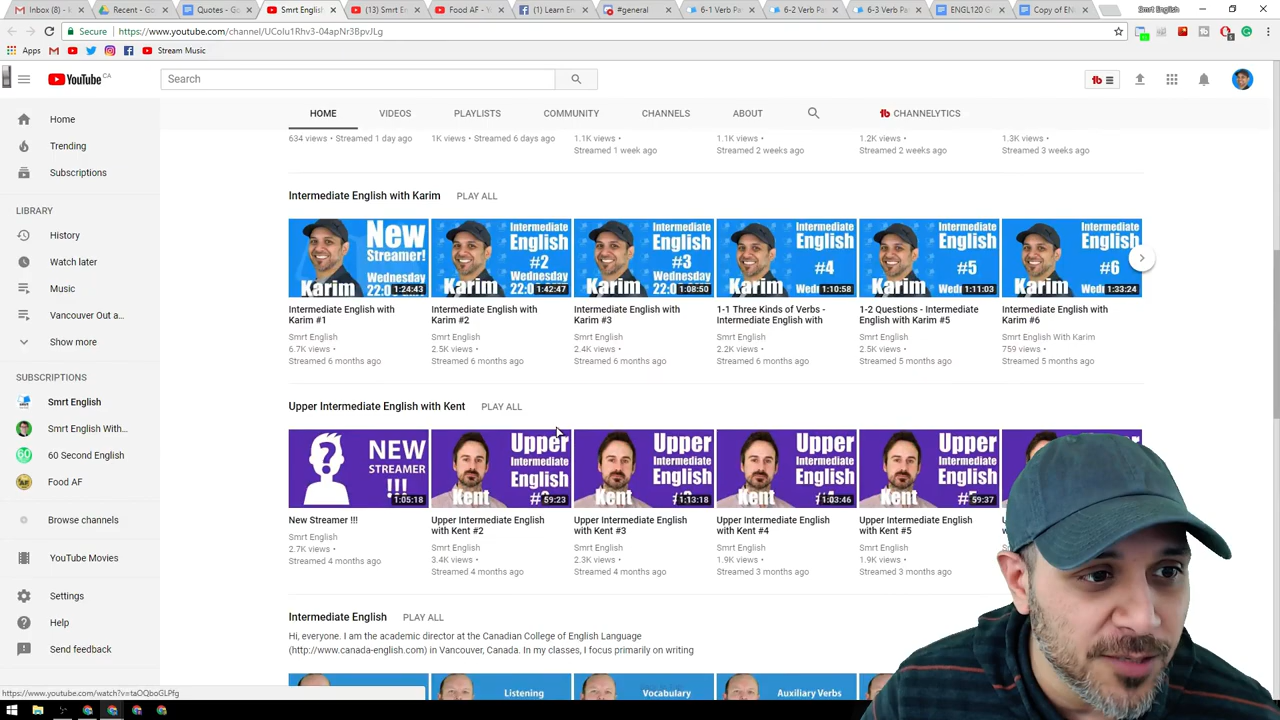 Inbox (8) -
Recent - Go
Quotes - Go
Smrt English
(13) Smrt E
Food AF - Y
(1) Learn En
#general
6-1 Verb Pa
6-2 Verb Pa
6-3 Verb Pa
ENGL120 G
Copy of EN
Smrt English
Secure
https://www.youtube.com/channel/UCoIu1Rhv3-04apNr3BpvJLg
Apps
Stream Music
YouTube CA
Search
HOME
VIDEOS
PLAYLISTS
COMMUNITY
CHANNELS
ABOUT
CHANNELYTICS
Home
Trending
Subscriptions
LIBRARY
History
Watch later
Music
Vancouver Out a...
Show more
SUBSCRIPTIONS
Smrt English
Smrt English With...
60 Second English
Food AF
Browse channels
YouTube Movies
Settings
Help
Send feedback
634 views • Streamed 1 day ago
1K views • Streamed 6 days ago
1.1K views •
Streamed 1 week ago
1.1K views •
Streamed 2 weeks ago
1.2K views •
Streamed 2 weeks ago
1.3K views •
Streamed 3 weeks ago
Intermediate English with Karim PLAY ALL
New
Streamer!
Wednesday
Karim
1:24:43
Intermediate
English
#2
Wednesday
Karim
1:42:47
Intermediate
English
#3
Wednesday
Karim
1:08:50
Intermediate
English
#4
Karim
1:10:58
Intermediate
English
#5
Karim
1:11:03
Intermediate
English
#6
Karim
1:33:24
Intermediate English with
Karim #1
Smrt English
6.7K views •
Streamed 6 months ago
Intermediate English with
Karim #2
Smrt English
2.5K views •
Streamed 6 months ago
Intermediate English with
Karim #3
Smrt English
2.4K views •
Streamed 6 months ago
1-1 Three Kinds of Verbs -
Intermediate English with
Smrt English
2.2K views •
Streamed 6 months ago
1-2 Questions - Intermediate
English with Karim #5
Smrt English
2.5K views •
Streamed 5 months ago
Intermediate English with
Karim #6
Smrt English With Karim
759 views •
Streamed 5 months ago
Upper Intermediate English with Kent PLAY ALL
NEW
STREAMER
!!!
1:05:18
Upper
Intermediate
English
Kent
59:23
Upper
Intermediate
English
Kent
1:13:18
Upper
Intermediate
English
Kent
1:03:46
Upper
Intermediate
English
Kent
59:37
New Streamer !!!
Smrt English
2.7K views •
Streamed 4 months ago
Upper Intermediate English
with Kent #2
Smrt English
3.4K views •
Streamed 4 months ago
Upper Intermediate English
with Kent #3
Smrt English
2.3K views •
Streamed 4 months ago
Upper Intermediate English
with Kent #4
Smrt English
1.9K views •
Streamed 3 months ago
Upper Intermediate English
with Kent #5
Smrt English
1.9K views •
Streamed 3 months ago
Intermediate English PLAY ALL
Hi, everyone. I am the academic director at the Canadian College of English Language
(http://www.canada-english.com) in Vancouver, Canada. In my classes, I focus primarily on writing
Listening
Vocabulary
Auxiliary Verbs
https://www.youtube.com/watch?v=taOQboGLPfg